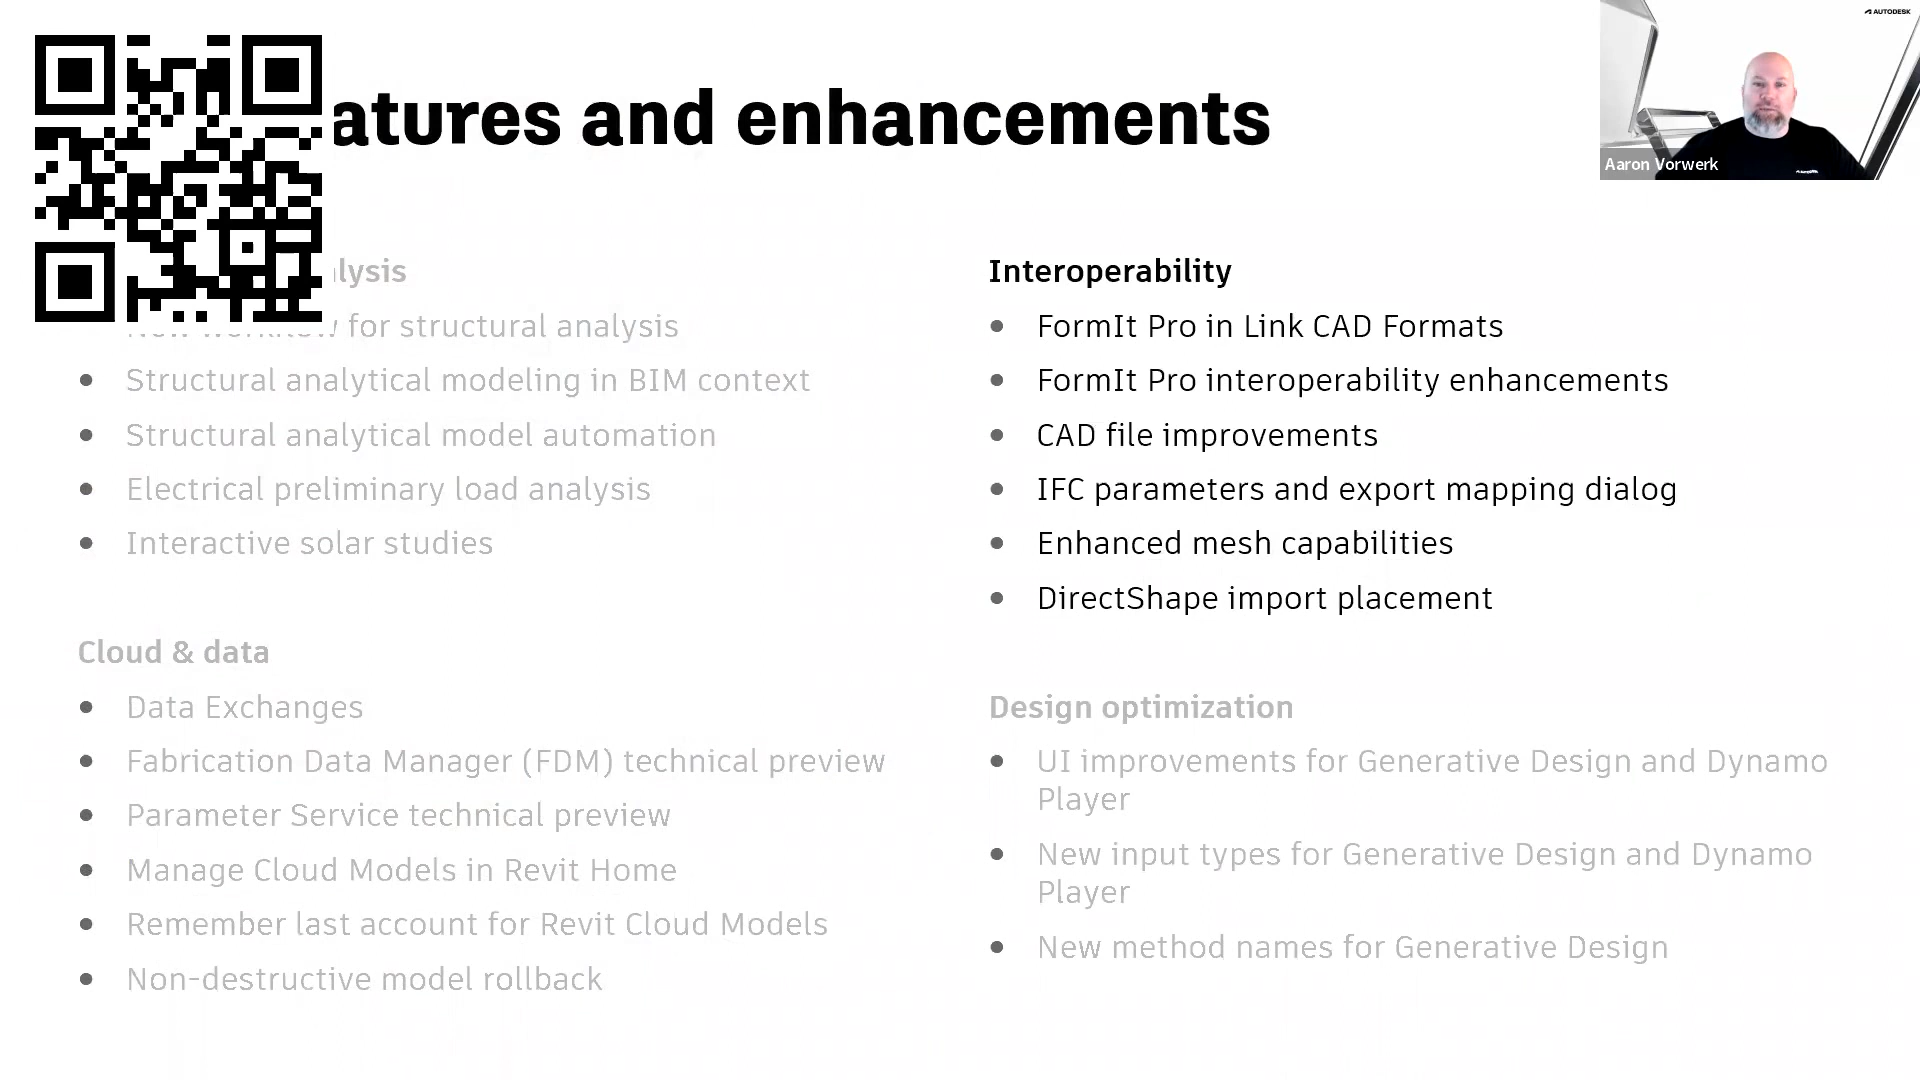 AUTODESK
atures and enhancements
Aaron Vorwerk
lysis
for structural analysis
• Structural analytical modeling in BIM context
• Structural analytical model automation
• Electrical preliminary load analysis
• Interactive solar studies
Cloud & data
• Data Exchanges
• Fabrication Data Manager (FDM) technical preview
• Parameter Service technical preview
• Manage Cloud Models in Revit Home
• Remember last account for Revit Cloud Models
• Non-destructive model rollback
Interoperability
• FormIt Pro in Link CAD Formats
• FormIt Pro interoperability enhancements
• CAD file improvements
• IFC parameters and export mapping dialog
• Enhanced mesh capabilities
• DirectShape import placement
Design optimization
• UI improvements for Generative Design and Dynamo
Player
• New input types for Generative Design and Dynamo
Player
• New method names for Generative Design